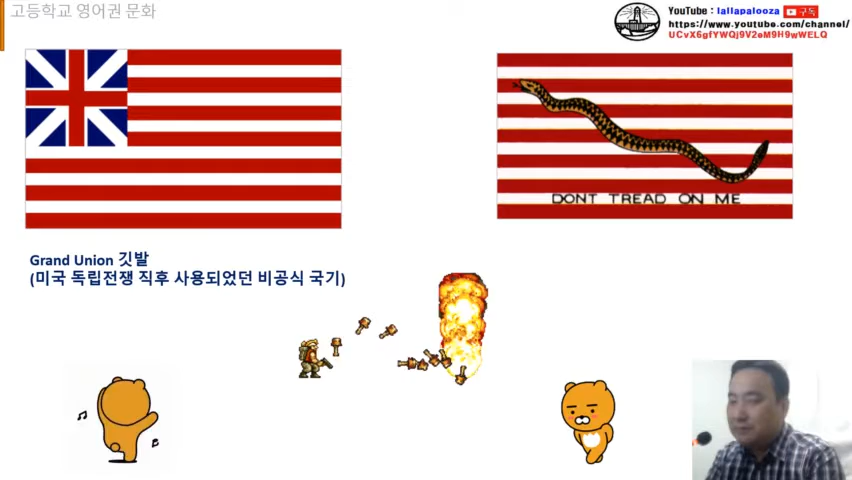 고등학교 영어권 문화
YouTube : lallapalooza 구독
https://www.youtube.com/channel/
UCvX6gfYWQj9V2eM9H9wWELQ
DONT TREAD ON ME
Grand Union 깃발
(미국 독립전쟁 직후 사용되었던 비공식 국기)